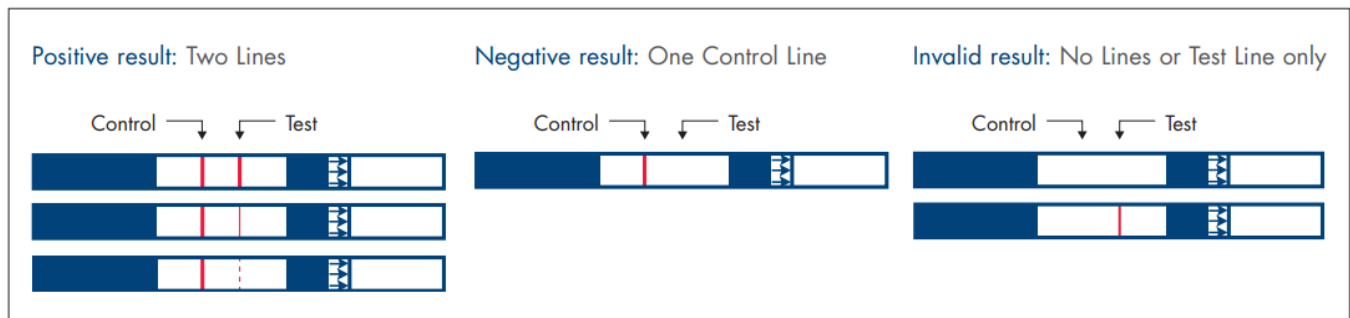 Positive result: Two Lines
Control
Test
Negative result: One Control Line
Control
Test
Invalid result: No Lines or Test Line only
Control
Test